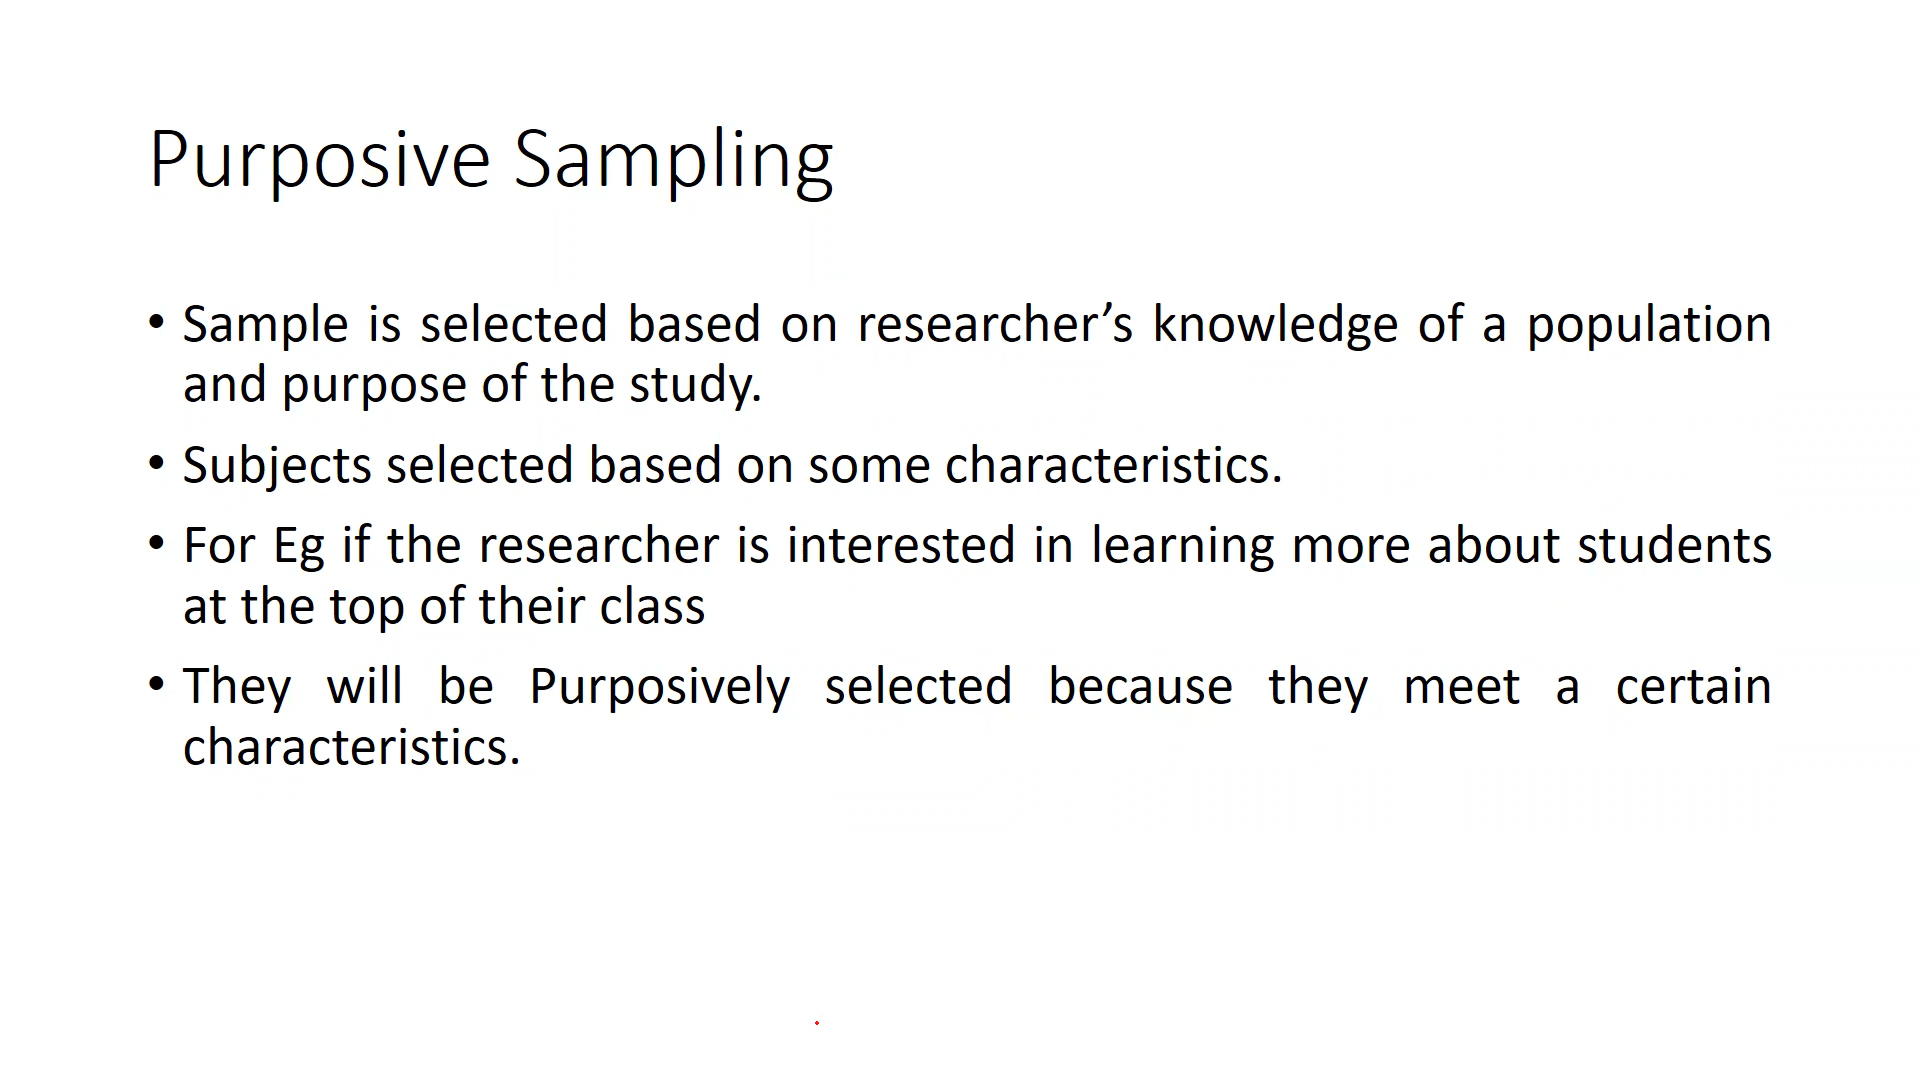 Purposive Sampling
• Sample is selected based on researcher’s knowledge of a population
and purpose of the study.
• Subjects selected based on some characteristics.
• For Eg if the researcher is interested in learning more about students
at the top of their class
• They will be Purposively selected because they meet a certain
characteristics.